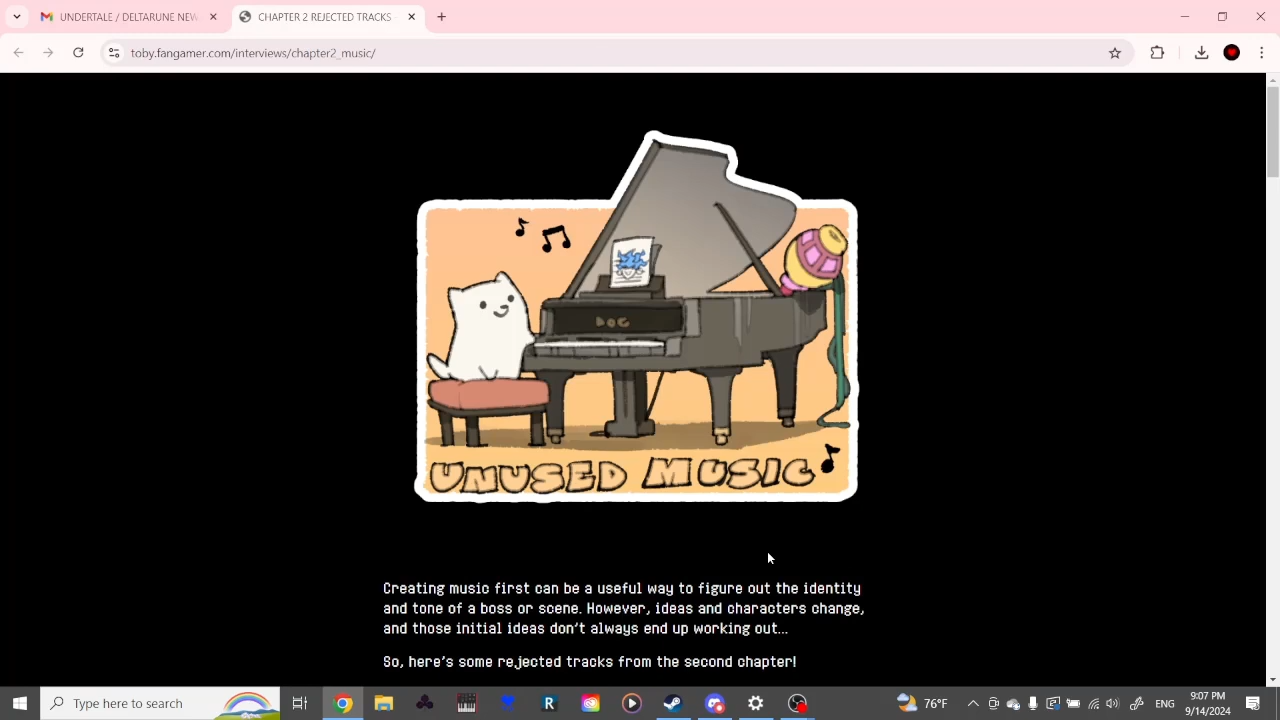 UNDERTALE / DELTARUNE NEW
CHAPTER 2 REJECTED TRACKS
toby.fangamer.com/interviews/chapter2_music/
DOG
UNUSED MUSIC
Creating music first can be a useful way to figure out the identity
and tone of a boss or scene. However, ideas and characters change,
and those initial ideas don't always end up working out...
So, here's some rejected tracks from the second chapter!
Type here to search
76°F
ENG
9:07 PM
9/14/2024